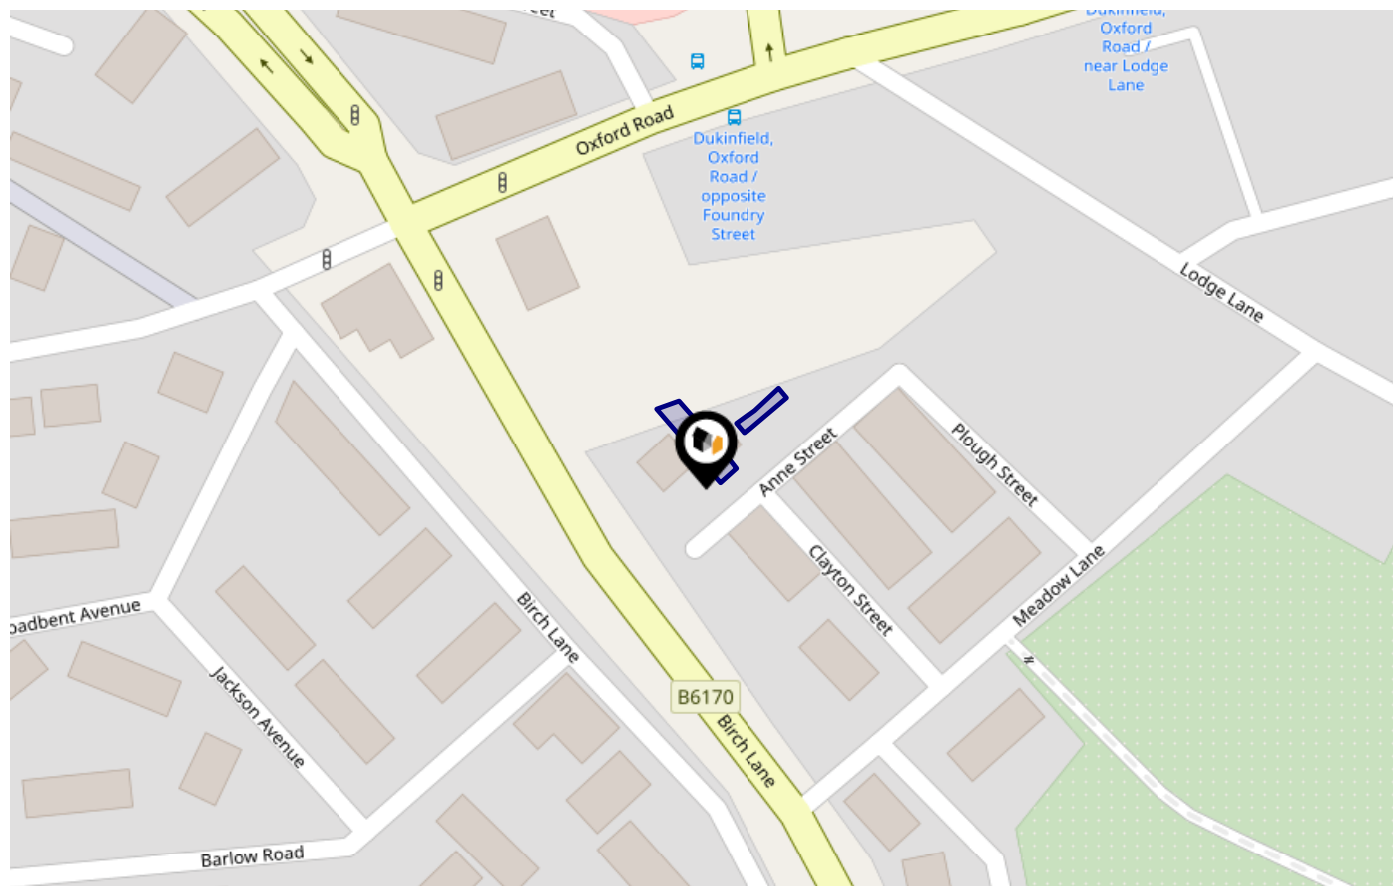 Dukinfield,
Oxford
Road /
near Lodge
Lane
Oxford Road
Dukinfield,
Oxford
Road /
opposite
Foundry
Street
Lodge Lane
Anne Street
Plough Street
Clayton Street
Meadow Lane
Birch Lane
oadbent Avenue
Jackson Avenue
B6170
Birch Lane
Barlow Road